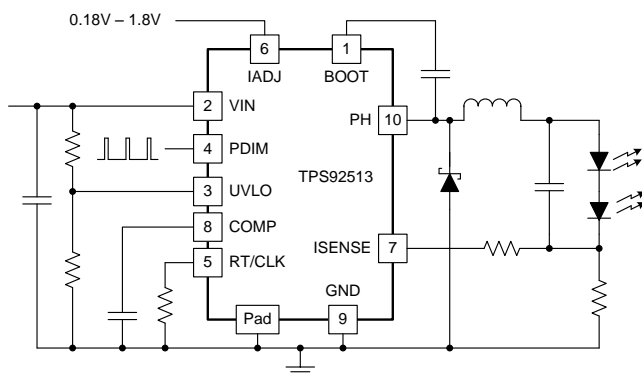 0.18V – 1.8V
6 1
IADJ BOOT
2 VIN PH 10
4 PDIM
TPS92513
3 UVLO
8 COMP ISENSE 7
5 RT/CLK
GND
Pad 9